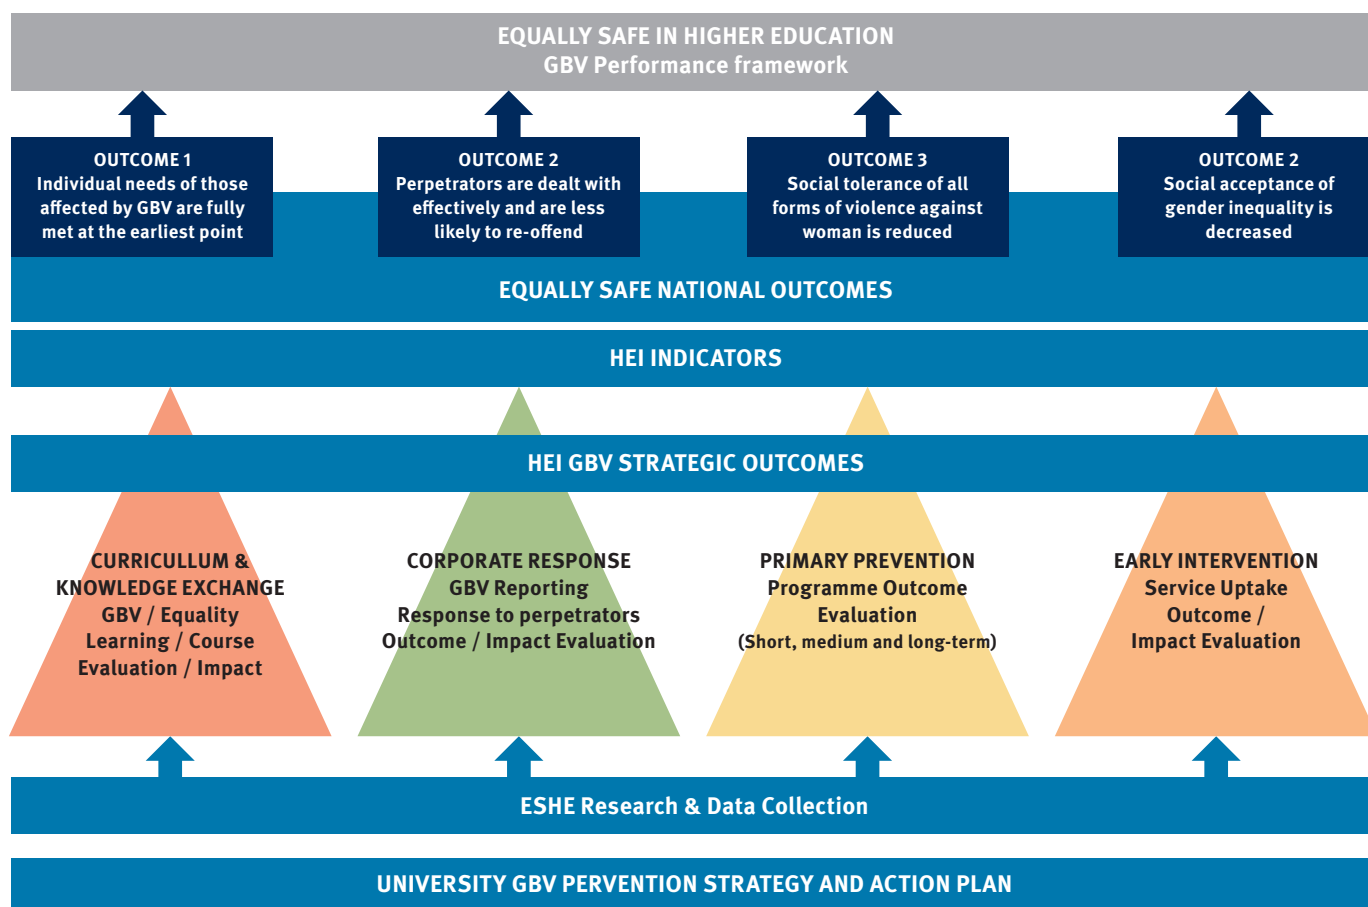 EQUALLY SAFE IN HIGHER EDUCATION
GBV Performance framework
OUTCOME 1
Individual needs of those
affected by GBV are fully
met at the earliest point
OUTCOME 2
Perpetrators are dealt with
effectively and are less
likely to re-offend
OUTCOME 3
Social tolerance of all
forms of violence against
woman is reduced
OUTCOME 2
Social acceptance of
gender inequality is
decreased
EQUALLY SAFE NATIONAL OUTCOMES
HEI INDICATORS
HEI GBV STRATEGIC OUTCOMES
CURRICULLUM &
KNOWLEDGE EXCHANGE
GBV / Equality
Learning / Course
Evaluation / Impact
CORPORATE RESPONSE
GBV Reporting
Response to perpetrators
Outcome / Impact Evaluation
PRIMARY PREVENTION
Programme Outcome
Evaluation
(Short, medium and long-term)
EARLY INTERVENTION
Service Uptake
Outcome /
Impact Evaluation
ESHE Research & Data Collection
UNIVERSITY GBV PERVENTION STRATEGY AND ACTION PLAN